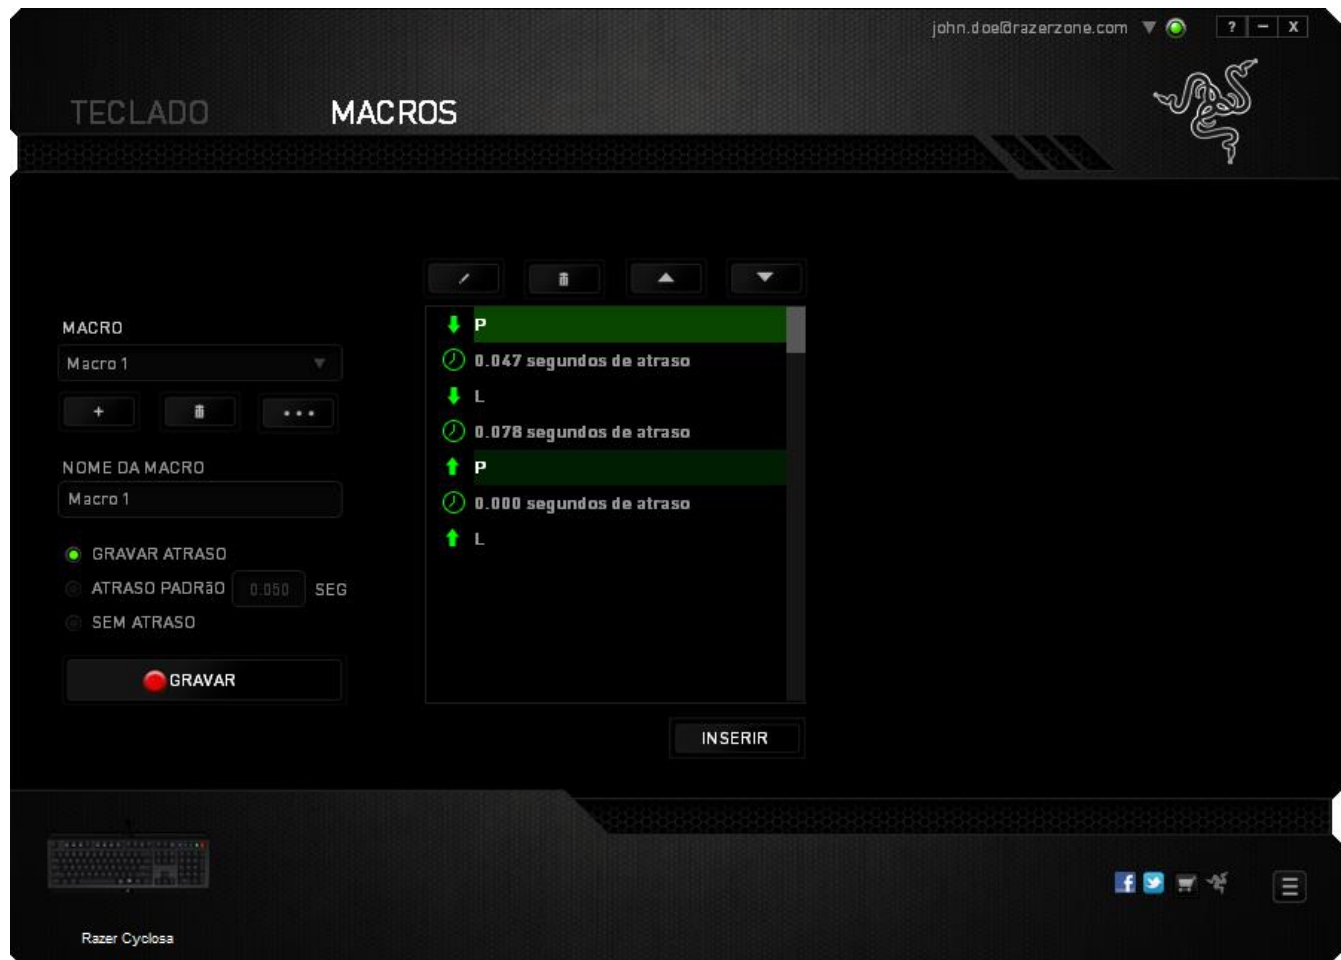 john.doe@razerzone.com
? – X
TECLADO
MACROS
MACRO
Macro 1
+
...
NOME DA MACRO
Macro 1
GRAVAR ATRASO
ATRASO PADRãO 0.050 SEG
SEM ATRASO
GRAVAR
P
0.047 segundos de atraso
L
0.078 segundos de atraso
P
0.000 segundos de atraso
L
INSERIR
Razer Cyclosa
f